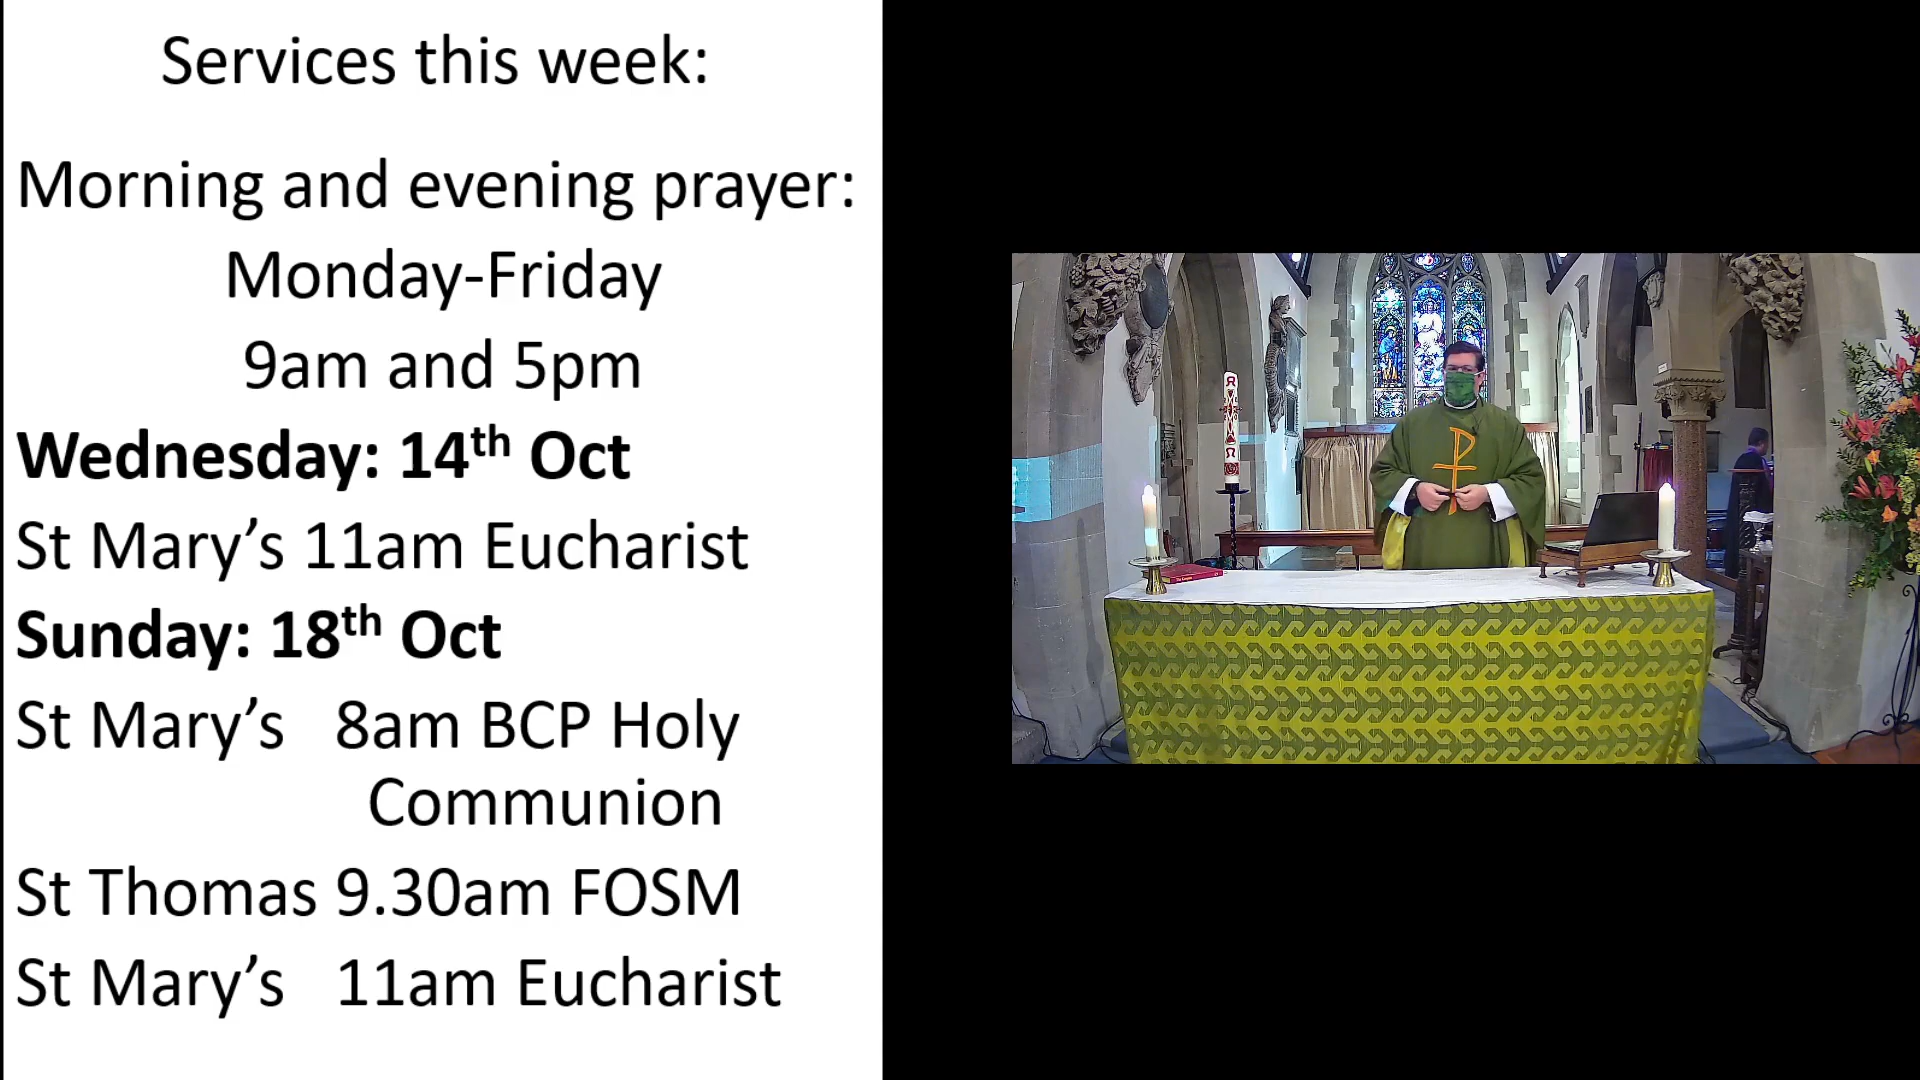 Services this week:
Morning and evening prayer:
Monday-Friday
9am and 5pm
Wednesday: 14th Oct
St Mary’s 11am Eucharist
Sunday: 18th Oct
St Mary’s 8am BCP Holy
Communion
St Thomas 9.30am FOSM
St Mary’s 11am Eucharist